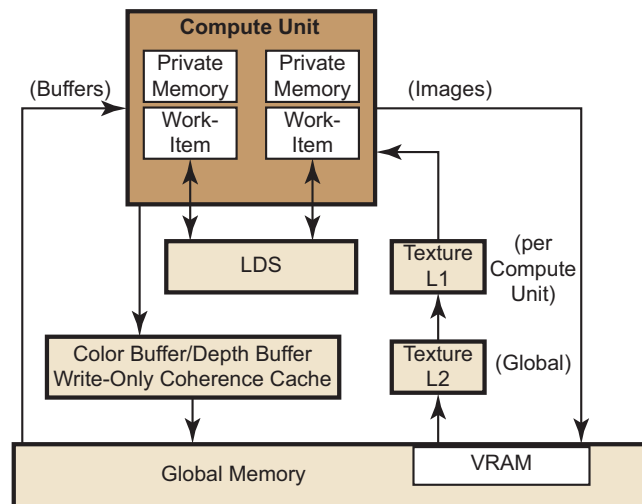 Compute Unit
Private
Memory
Private
Memory
(Buffers)
(Images)
Work-
Item
Work-
Item
LDS
Texture
L1
(per
Compute
Unit)
Color Buffer/Depth Buffer
Write-Only Coherence Cache
Texture
L2
(Global)
Global Memory
VRAM